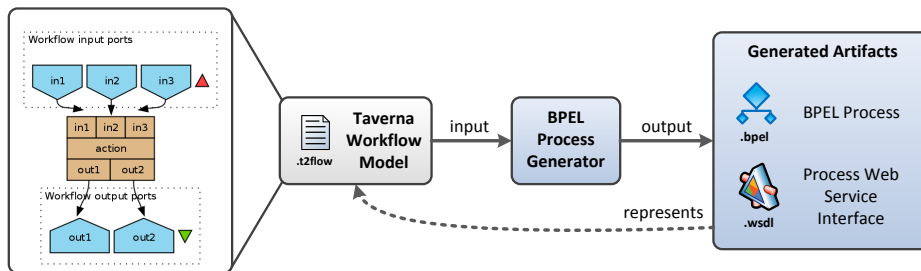 Workflow input ports
in1
in2
in3
in1
in2
in3
action
out1
out2
Workflow output ports
out1
out2
.t2flow
Taverna
Workflow
Model
input
BPEL
Process
Generator
output
represents
Generated Artifacts
.bpel
BPEL Process
.wsdl
Process Web
Service
Interface